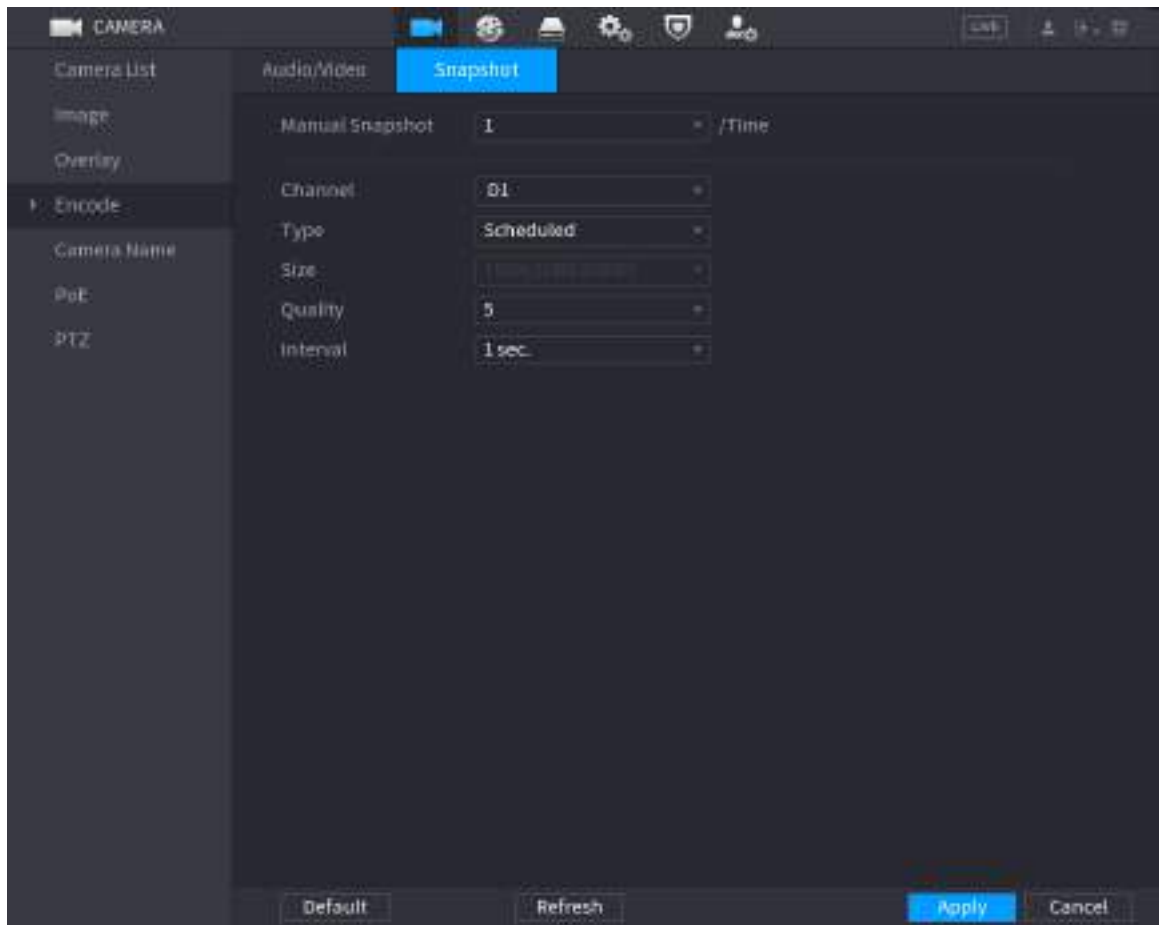 CAMERA
LIVE
Camera List
Audio/Video
Snapshot
Image
Manual Snapshot
1
/Time
Overlay
Channel
D1
Encode
Type
Scheduled
Camera Name
Size
PoE
Quality
5
PTZ
Interval
1 sec.
Default
Refresh
Apply
Cancel